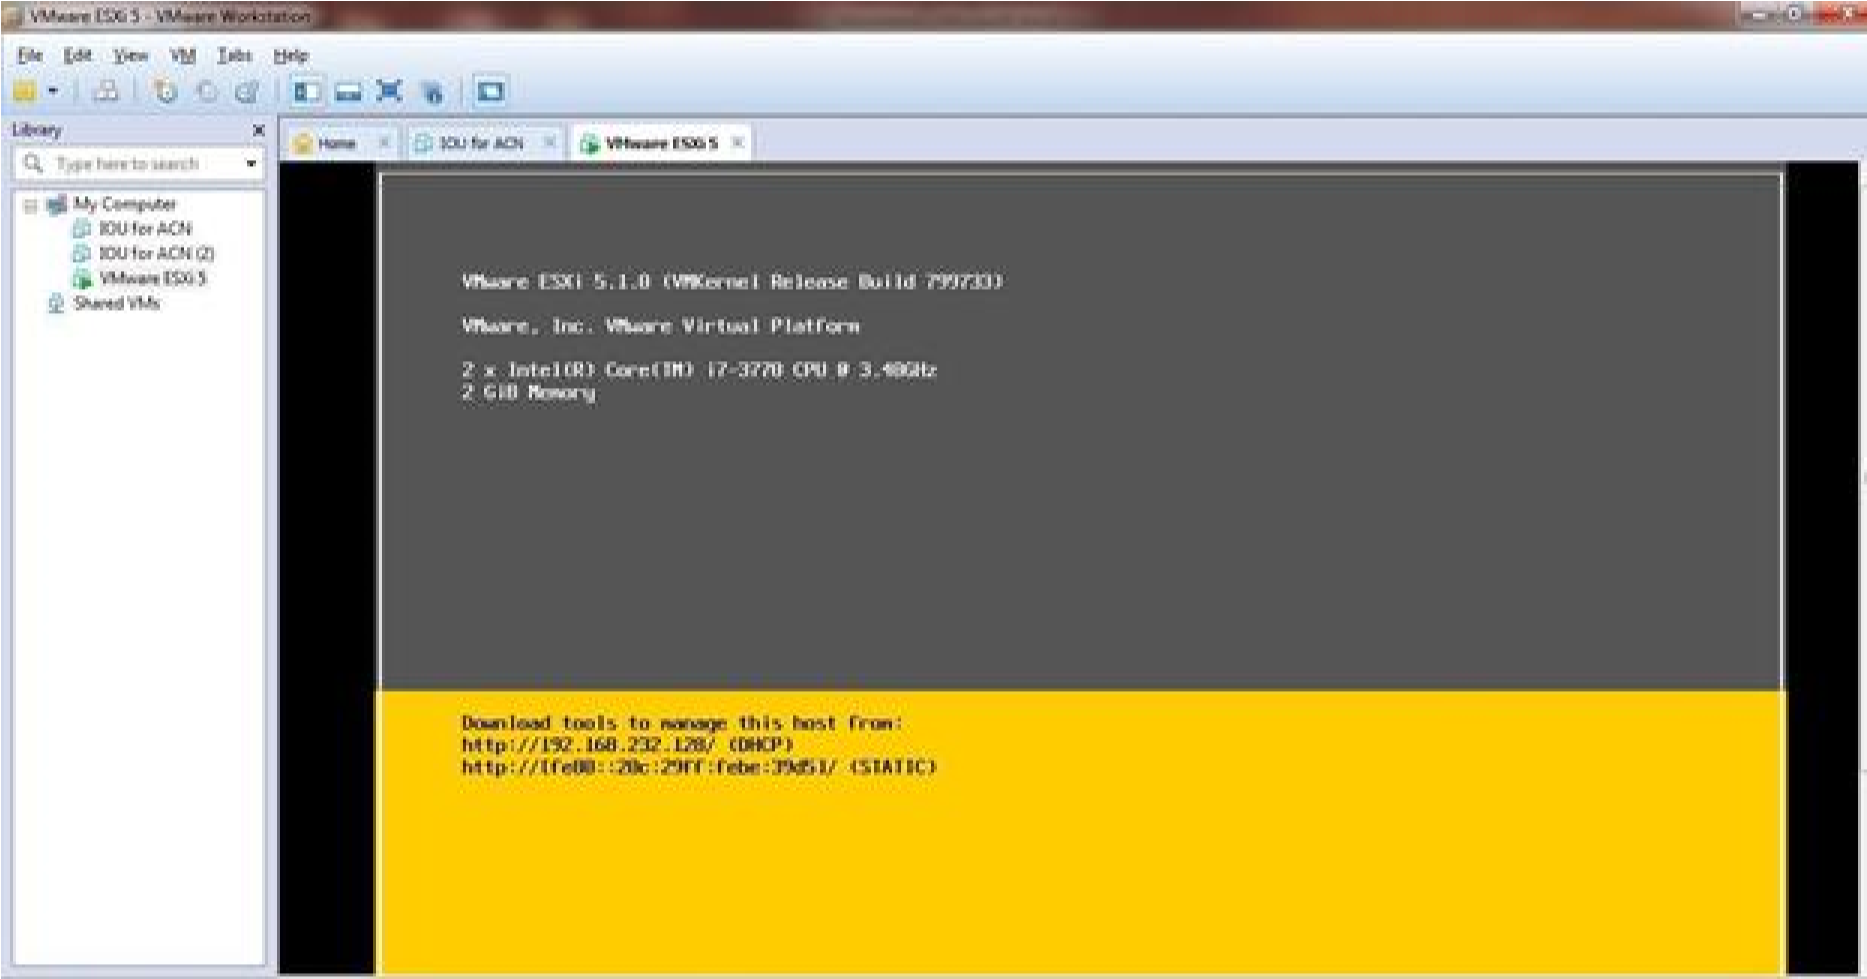 VMware ESXi 5 - VMware Workstation
File Edit View VM Tabs Help
Library
Type here to search
My Computer
IOU for ACN
IOU for ACN (2)
VMware ESXi 5
Shared VMs
Home
IOU for ACN
VMware ESXi 5
VMware ESXi 5.1.0 (VMKernel Release Build 799733)
VMware, Inc. VMware Virtual Platform
2 x Intel(R) Core(TM) i7-3770 CPU @ 3.40GHz
2 GiB Memory
Download tools to manage this host from:
http://192.168.232.128/ (DHCP)
http://[fe80::20c:29ff:febe:39d5]/ (STATIC)